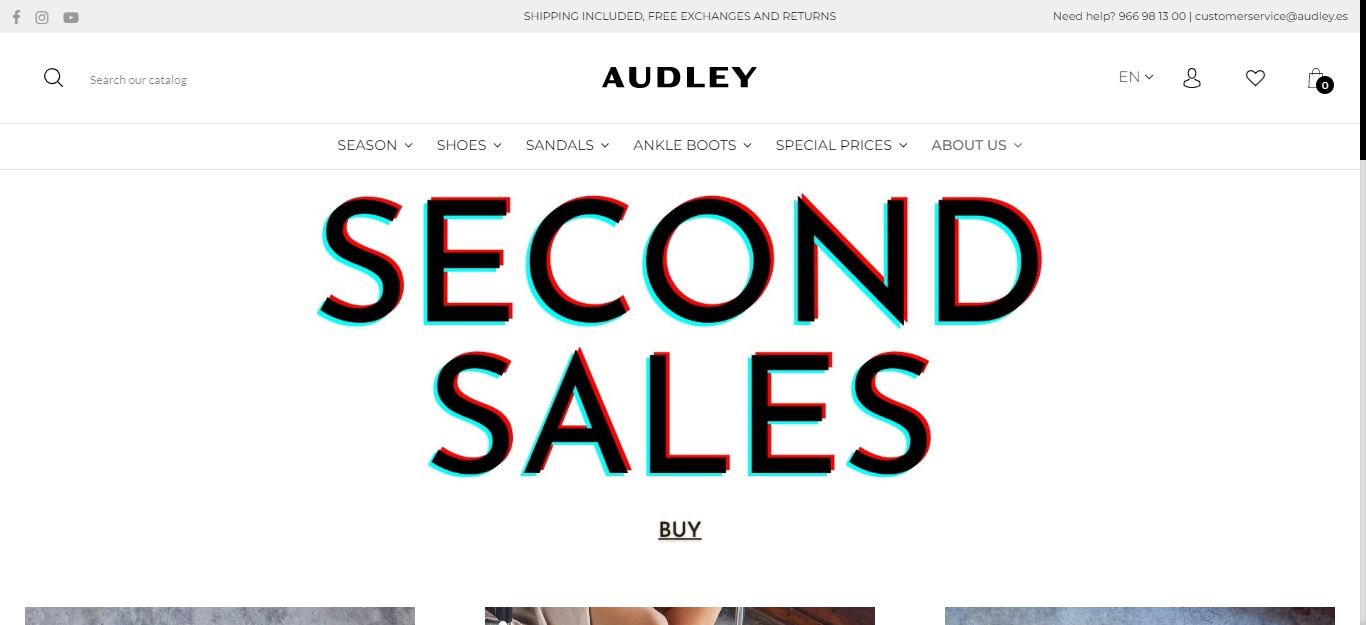 SHIPPING INCLUDED, FREE EXCHANGES AND RETURNS
Need help? 966 98 13 00 | customerservice@audley.es
Search our catalog
AUDLEY
EN
0
SEASON SHOES SANDALS ANKLE BOOTS SPECIAL PRICES ABOUT US
SECOND
SALES
BUY